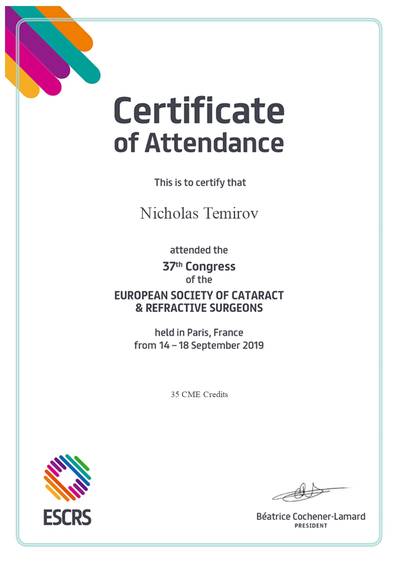 Certificate
of Attendance
This is to certify that
Nicholas Temirov
attended the
37th Congress
of the
EUROPEAN SOCIETY OF CATARACT
& REFRACTIVE SURGEONS
held in Paris, France
from 14 – 18 September 2019
35 CME Credits
ESCRS
Béatrice Cochener-Lamard
PRESIDENT